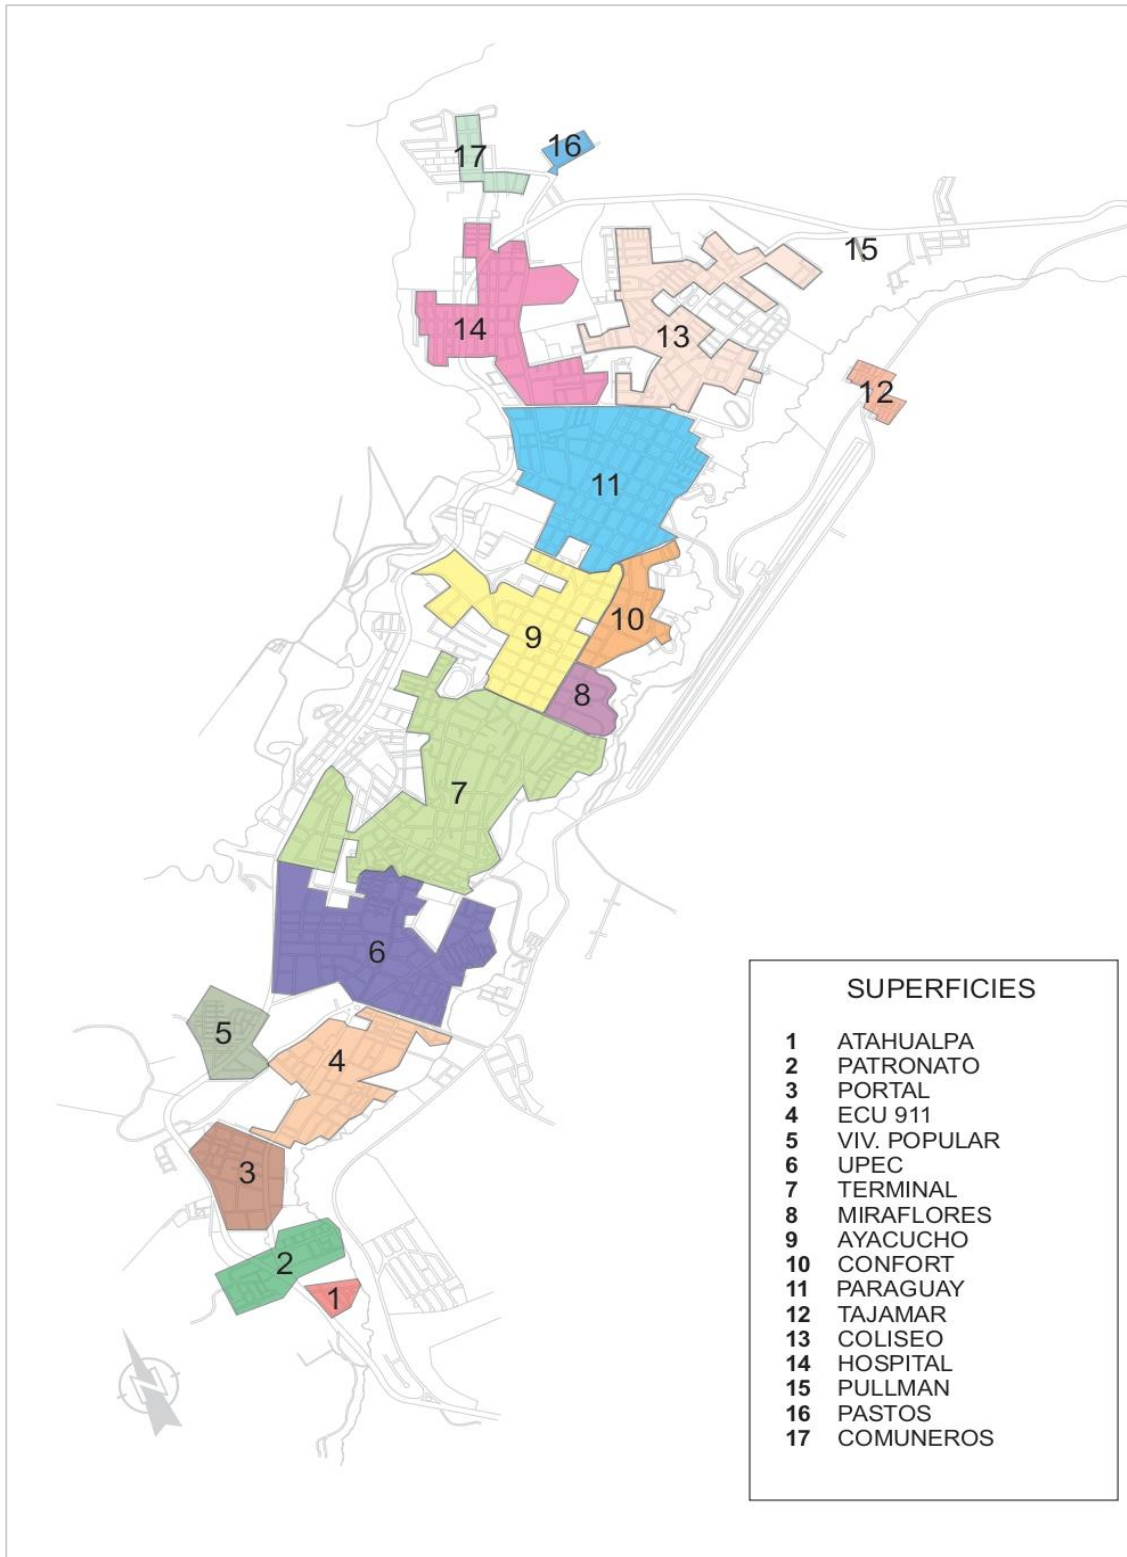 17
16
15
14
13
12
11
10
9
8
7
6
5
4
3
2
1
SUPERFICIES
1 ATAHUALPA
2 PATRONATO
3 PORTAL
4 ECU 911
5 VIV. POPULAR
6 UPEC
7 TERMINAL
8 MIRAFLORES
9 AYACUCHO
10 CONFORT
11 PARAGUAY
12 TAJAMAR
13 COLISEO
14 HOSPITAL
15 PULLMAN
16 PASTOS
17 COMUNEROS